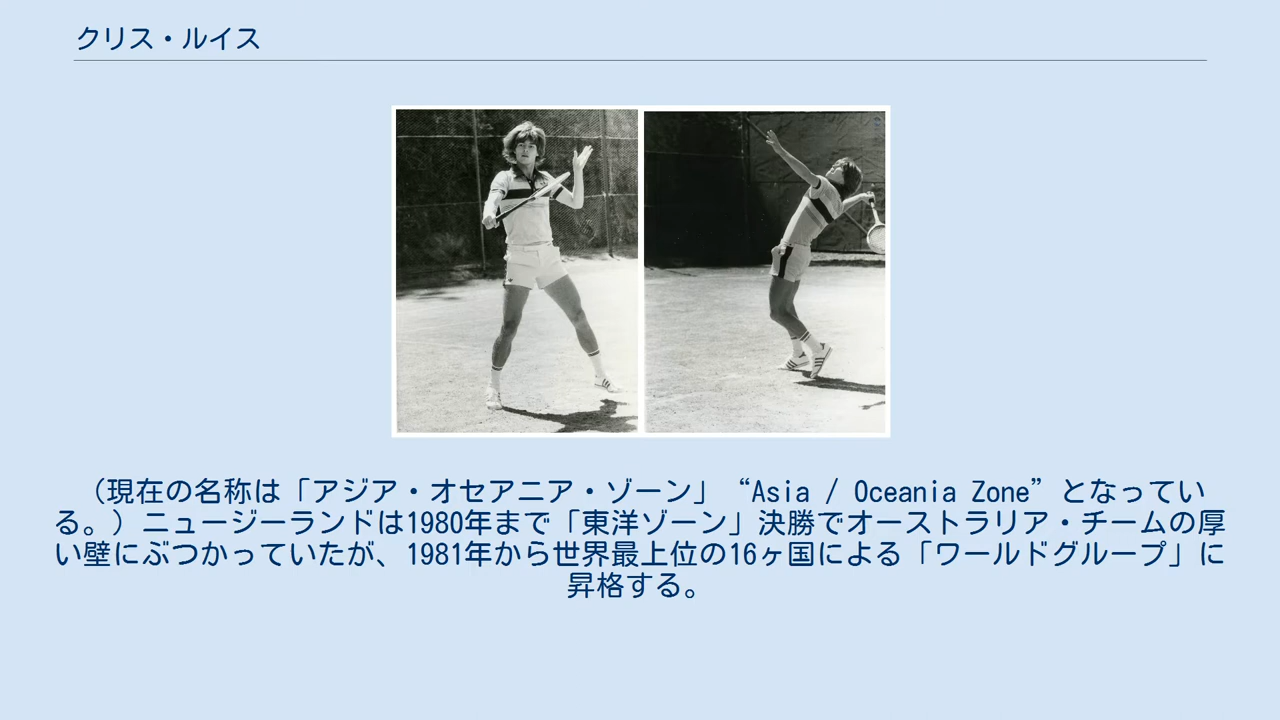 クリス・ルイス
（現在の名称は「アジア・オセアニア・ゾーン」“Asia / Oceania Zone”となってい
る。）ニュージーランドは1980年まで「東洋ゾーン」決勝でオーストラリア・チームの厚
い壁にぶつかっていたが、1981年から世界最上位の16ヶ国による「ワールドグループ」に
昇格する。